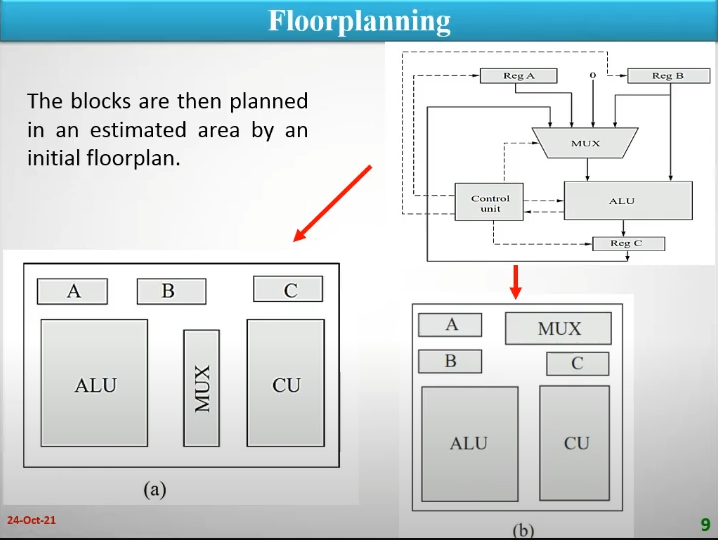 Floorplanning
The blocks are then planned
in an estimated area by an
initial floorplan.
Reg A
0
Reg B
MUX
Control
unit
ALU
Reg C
A
B
C
ALU
MUX
CU
(a)
A
MUX
B
C
ALU
CU
(b)
24-Oct-21
9